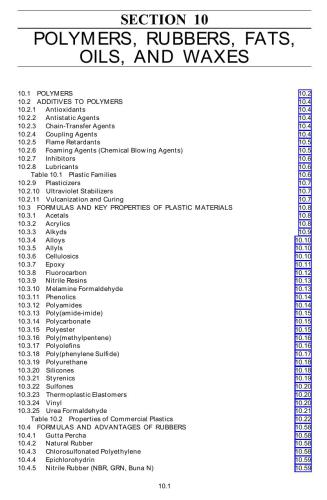 SECTION 10
POLYMERS, RUBBERS, FATS,
OILS, AND WAXES
10.1 POLYMERS 10.2
10.2 ADDITIVES TO POLYMERS 10.4
10.2.1 Antioxidants 10.4
10.2.2 Antistatic Agents 10.4
10.2.3 Chain-Transfer Agents 10.4
10.2.4 Coupling Agents 10.4
10.2.5 Flame Retardants 10.5
10.2.6 Foaming Agents (Chemical Blowing Agents) 10.5
10.2.7 Inhibitors 10.6
10.2.8 Lubricants 10.6
Table 10.1 Plastic Families 10.6
10.2.9 Plasticizers 10.7
10.2.10 Ultraviolet Stabilizers 10.7
10.2.11 Vulcanization and Curing 10.7
10.3 FORMULAS AND KEY PROPERTIES OF PLASTIC MATERIALS 10.8
10.3.1 Acetals 10.8
10.3.2 Acrylics 10.8
10.3.3 Alkyds 10.9
10.3.4 Alloys 10.10
10.3.5 Allyls 10.10
10.3.6 Cellulosics 10.10
10.3.7 Epoxy 10.11
10.3.8 Fluorocarbon 10.12
10.3.9 Nitrile Resins 10.13
10.3.10 Melamine Formaldehyde 10.13
10.3.11 Phenolics 10.14
10.3.12 Polyamides 10.14
10.3.13 Poly(amide-imide) 10.15
10.3.14 Polycarbonate 10.15
10.3.15 Polyester 10.15
10.3.16 Poly(methylpentene) 10.16
10.3.17 Polyolefins 10.16
10.3.18 Poly(phenylene Sulfide) 10.17
10.3.19 Polyurethane 10.18
10.3.20 Silicones 10.18
10.3.21 Styrenics 10.19
10.3.22 Sulfones 10.20
10.3.23 Thermoplastic Elastomers 10.20
10.3.24 Vinyl 10.20
10.3.25 Urea Formaldehyde 10.21
Table 10.2 Properties of Commercial Plastics 10.22
10.4 FORMULAS AND ADVANTAGES OF RUBBERS 10.58
10.4.1 Gutta Percha 10.58
10.4.2 Natural Rubber 10.58
10.4.3 Chlorosulfonated Polyethylene 10.58
10.4.4 Epichlorohydrin 10.59
10.4.5 Nitrile Rubber (NBR, GRN, Buna N) 10.59
10.1